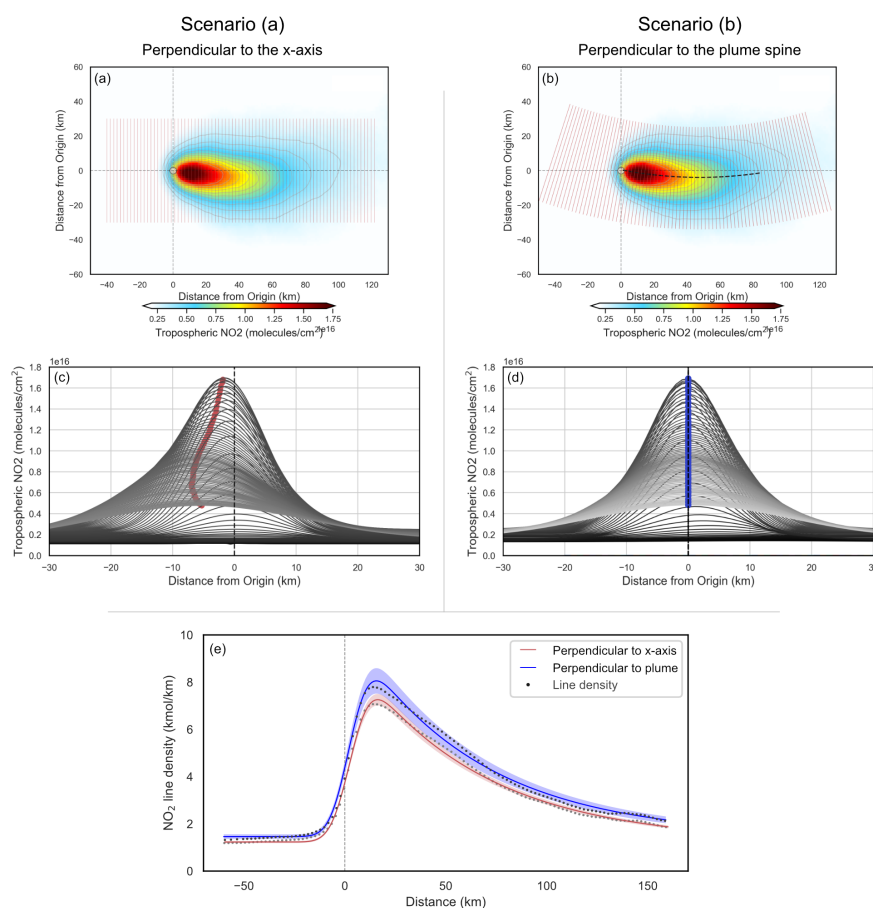 Scenario (a)
Perpendicular to the x-axis
Scenario (b)
Perpendicular to the plume spine
(a)
60
40
20
0
−20
−40
−60
Distance from Origin (km)
−40 −20 0 20 40 60 80 100 120
Distance from Origin (km)
0.25 0.50 0.75 1.00 1.25 1.50 1.75
1e16
Tropospheric NO2 (molecules/cm²)
(b)
60
40
20
0
−20
−40
−60
Distance from Origin (km)
−40 −20 0 20 40 60 80 100 120
Distance from Origin (km)
0.25 0.50 0.75 1.00 1.25 1.50 1.75
1e16
Tropospheric NO2 (molecules/cm²)
1e16
(c)
1.8
1.6
1.4
1.2
1.0
0.8
0.6
0.4
0.2
0.0
Tropospheric NO2 (molecules/cm²)
−30 −20 −10 0 10 20 30
Distance from Origin (km)
1e16
(d)
1.8
1.6
1.4
1.2
1.0
0.8
0.6
0.4
0.2
0.0
Tropospheric NO2 (molecules/cm²)
−30 −20 −10 0 10 20 30
Distance from Origin (km)
(e)
10
8
6
4
2
0
NO₂ line density (kmol/km)
Perpendicular to x-axis
Perpendicular to plume
Line density
−50 0 50 100 150
Distance (km)